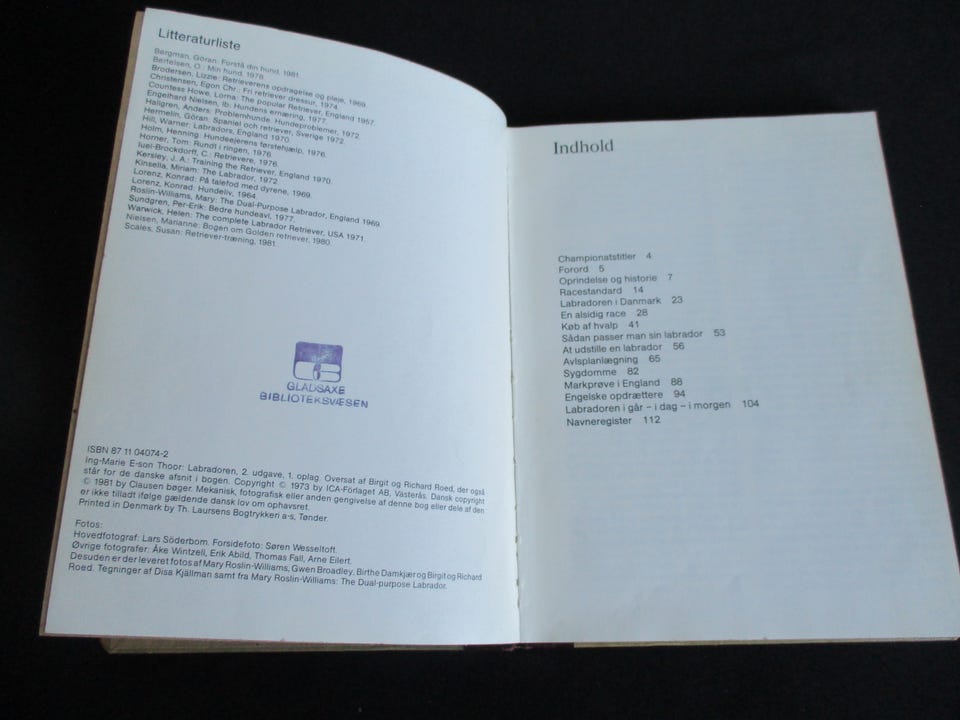 Litteraturliste
Bergman, Göran: Forstå din hund, 1981.
Bertelsen, O.: Min hund, 1978.
Brodersen, Lizzie: Retrieverens opdragelse og pleje, 1969.
Christensen, Egon Chr.: Fri retriever dressur, 1974.
Countess Howe, Lorna: The popular Retriever, England 1957.
Engelhard Nielsen, Ib: Hundens ernæring, 1977.
Hallgren, Anders: Problemhunde. Hundeproblemer, 1972.
Hermelin, Göran: Spaniel och retriever, Sverige 1972.
Hill, Warner: Labradors, England 1970.
Holm, Henning: Hundeejerens førstehjælp, 1976.
Horner, Tom: Rundt i ringen, 1976.
Iuel-Brockdorff, C.: Retrievere, 1976.
Kersley, J. A.: Training the Retriever, England 1970.
Kinsella, Miriam: The Labrador, 1972.
Lorenz, Konrad: På talefod med dyrene, 1969.
Lorenz, Konrad: Hundeliv, 1964.
Roslin-Williams, Mary: The Dual-Purpose Labrador, England 1969.
Sundgren, Per-Erik: Bedre hundeavl, 1977.
Warwick, Helen: The complete Labrador Retriever, USA 1971.
Nielsen, Marianne: Bogen om Golden retriever, 1980.
Scales, Susan: Retriever-træning, 1981.
GLADSAXE
BIBLIOTEKSVÆSEN
ISBN 87 11 04074-2
Ing-Marie E-son Thoor: Labradoren, 2. udgave, 1. oplag. Oversat af Birgit og Richard Roed, der også
står for de danske afsnit i bogen. Copyright © 1973 by ICA-Förlaget AB, Västerås. Dansk copyright
© 1981 by Clausen bøger. Mekanisk, fotografisk eller anden gengivelse af denne bog eller dele af den
er ikke tilladt ifølge gældende dansk lov om ophavsret.
Printed in Denmark by Th. Laursens Bogtrykkeri a-s, Tønder.
Fotos:
Hovedfotograf: Lars Söderbom. Forsidefoto: Søren Wesseltoft.
Øvrige fotografer: Åke Wintzell, Erik Abild, Thomas Fall, Arne Eilert.
Desuden er der leveret fotos af Mary Roslin-Williams, Gwen Broadley, Birthe Damkjær og Birgit og Richard
Roed. Tegninger af Disa Kjällman samt fra Mary Roslin-Williams: The Dual-purpose Labrador.
Indhold
Championatstitler 4
Forord 5
Oprindelse og historie 7
Racestandard 14
Labradoren i Danmark 23
En alsidig race 28
Køb af hvalp 41
Sådan passer man sin labrador 53
At udstille en labrador 56
Avlsplanlægning 65
Sygdomme 82
Markprøve i England 88
Engelske opdrættere 94
Labradoren i går – i dag – i morgen 104
Navneregister 112